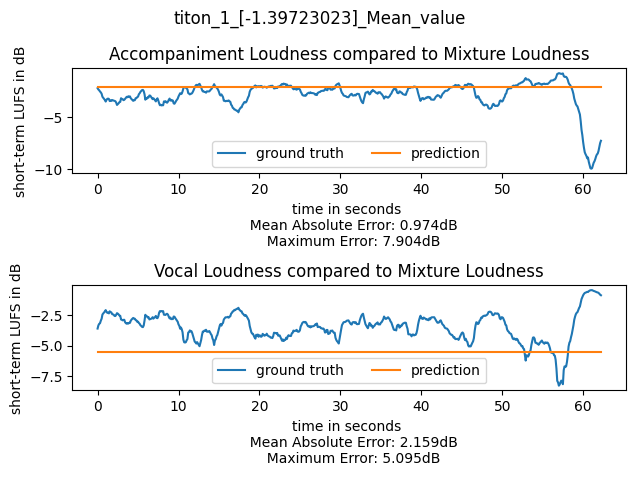 titon_1_[-1.39723023]_Mean_value
Accompaniment Loudness compared to Mixture Loudness
short-term LUFS in dB
−5
−10
ground truth
prediction
0 10 20 30 40 50 60
time in seconds
Mean Absolute Error: 0.974dB
Maximum Error: 7.904dB
Vocal Loudness compared to Mixture Loudness
short-term LUFS in dB
−2.5
−5.0
−7.5
ground truth
prediction
0 10 20 30 40 50 60
time in seconds
Mean Absolute Error: 2.159dB
Maximum Error: 5.095dB